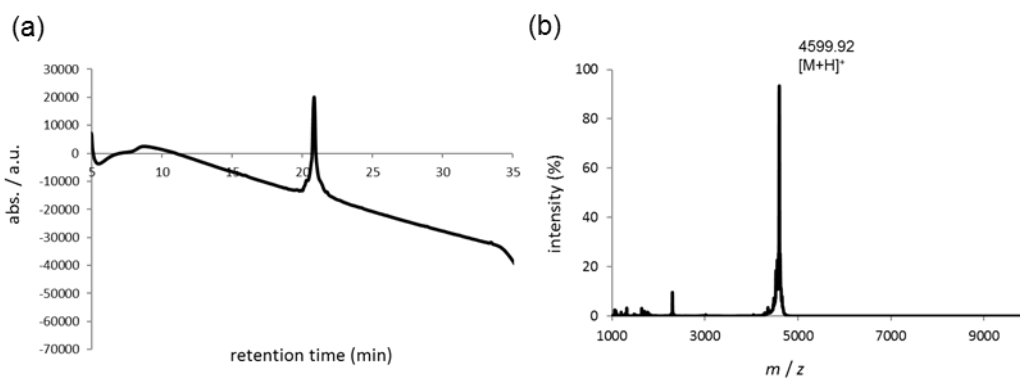 (a)
30000
20000
10000
0
-10000
-20000
-30000
-40000
-50000
-60000
-70000
5 10 15 20 25 30 35
abs. / a.u.
retention time (min)
(b)
4599.92
[M+H]+
100
80
60
40
20
0
1000 3000 5000 7000 9000
intensity (%)
m / z